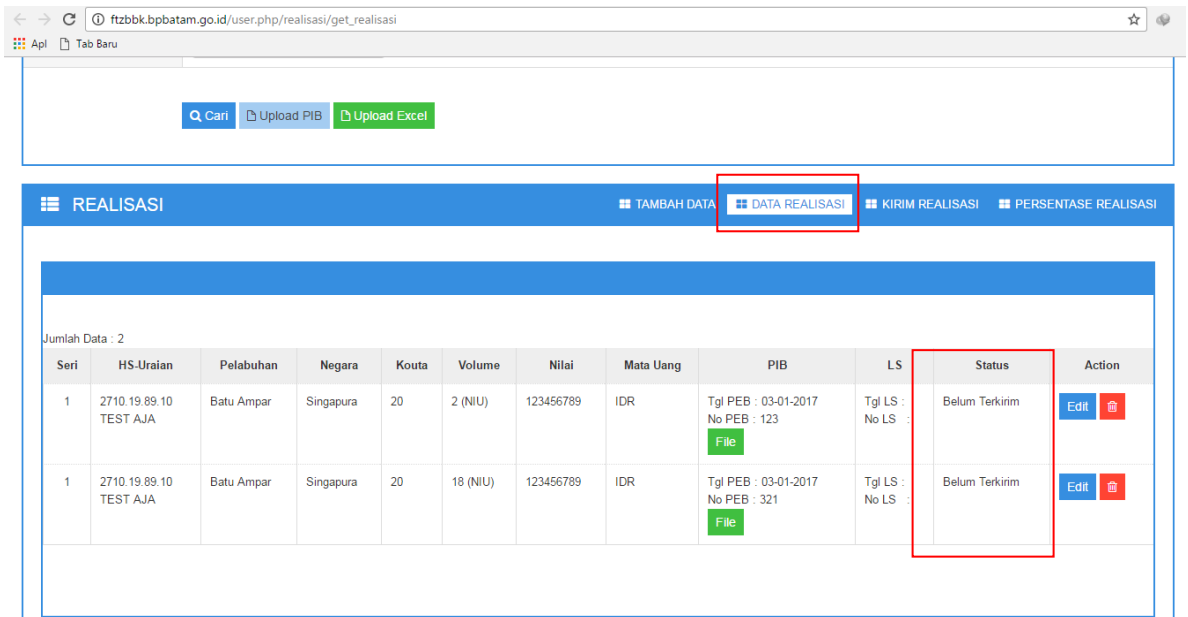 ftzbbk.bpbatam.go.id/user.php/realisasi/get_realisasi
Apl Tab Baru
Cari Upload PIB Upload Excel
REALISASI TAMBAH DATA DATA REALISASI KIRIM REALISASI PERSENTASE REALISASI
Jumlah Data : 2
Seri HS-Uraian Pelabuhan Negara Kouta Volume Nilai Mata Uang PIB LS Status Action
1 2710.19.89.10 Batu Ampar Singapura 20 2 (NIU) 123456789 IDR Tgl PEB : 03-01-2017 Tgl LS : Belum Terkirim Edit
TEST AJA No PEB : 123 No LS :
File
1 2710.19.89.10 Batu Ampar Singapura 20 18 (NIU) 123456789 IDR Tgl PEB : 03-01-2017 Tgl LS : Belum Terkirim Edit
TEST AJA No PEB : 321 No LS :
File